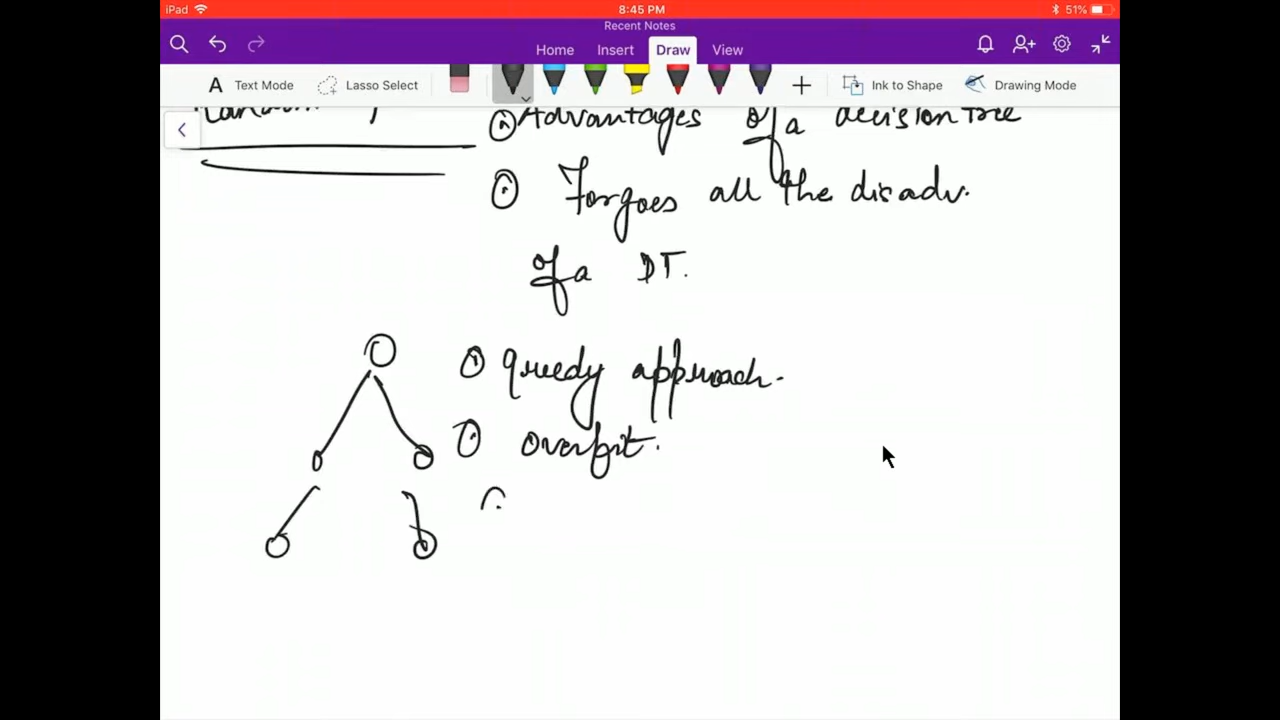 iPad 8:45 PM 51%
Recent Notes
Home Insert Draw View
A Text Mode Lasso Select Ink to Shape Drawing Mode
Advantages of a decision tree
Forgoes all the disadv.
of a DT.
greedy approach.
overfit.